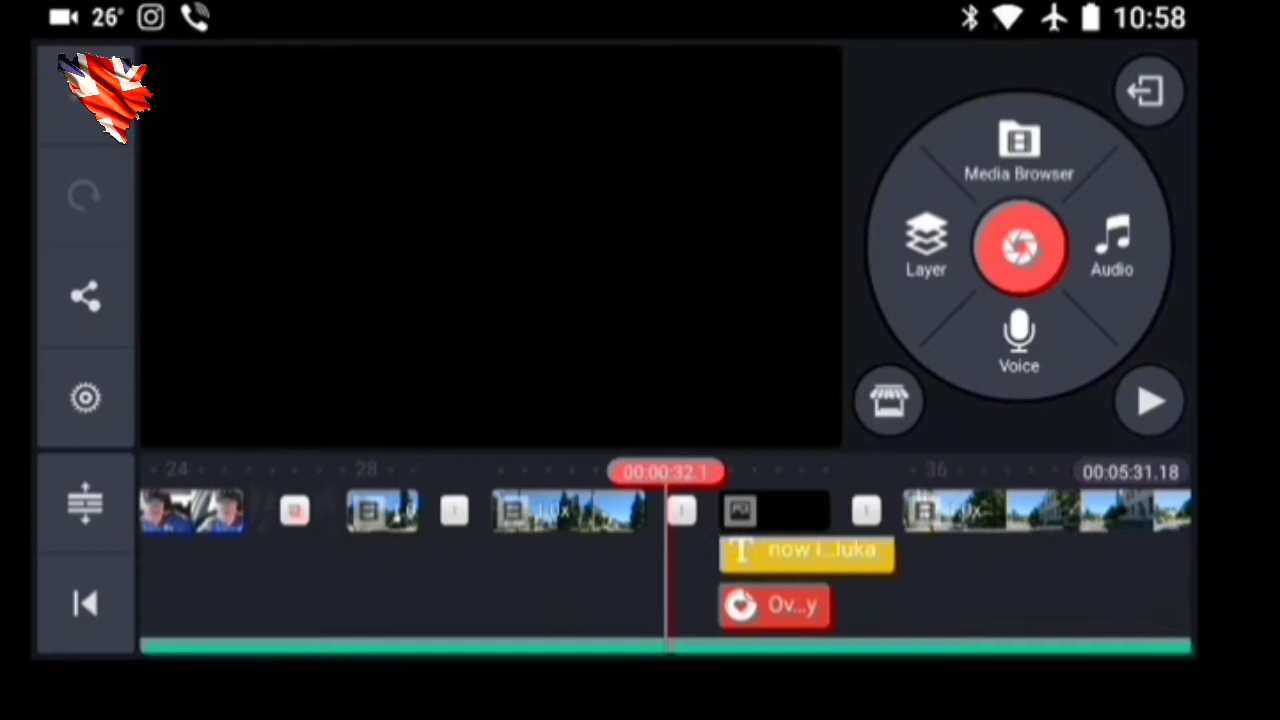 26°
10:58
Media Browser
Layer
Audio
Voice
24
28
00:00:32.1
36
00:05:31.18
now i...luka
Ov...y